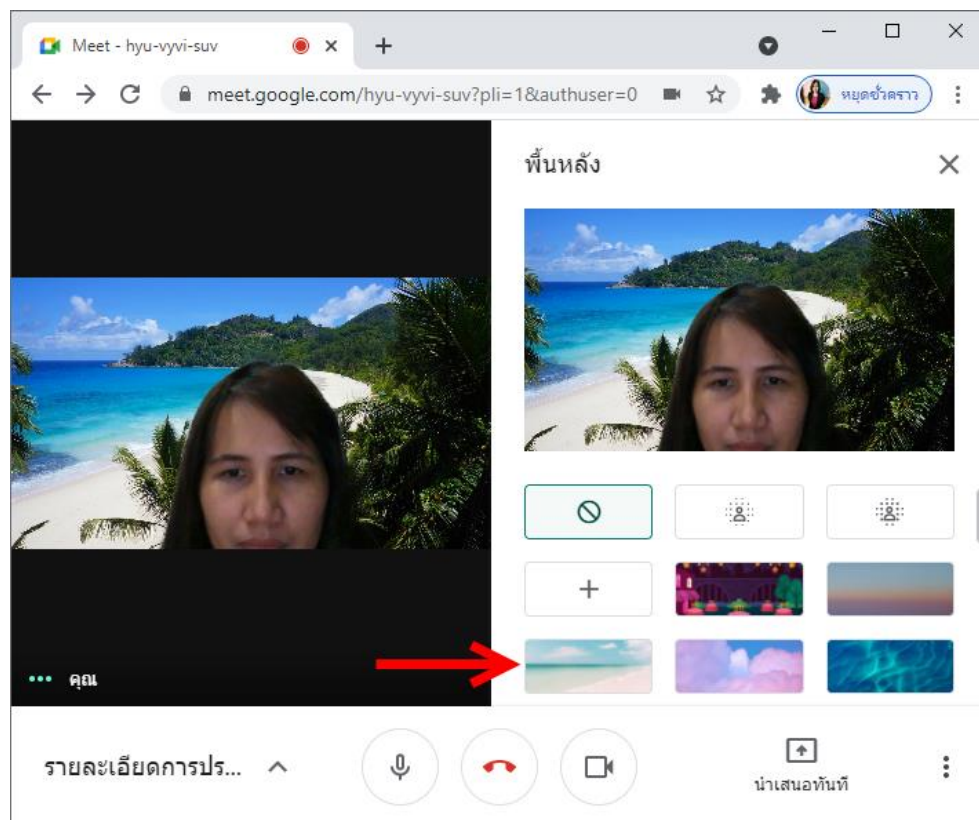 Meet - hyu-vyvi-suv
meet.google.com/hyu-vyvi-suv?pli=1&authuser=0
หยุดชั่วคราว
พื้นหลัง
คุณ
รายละเอียดการปร...
นำเสนอทันที